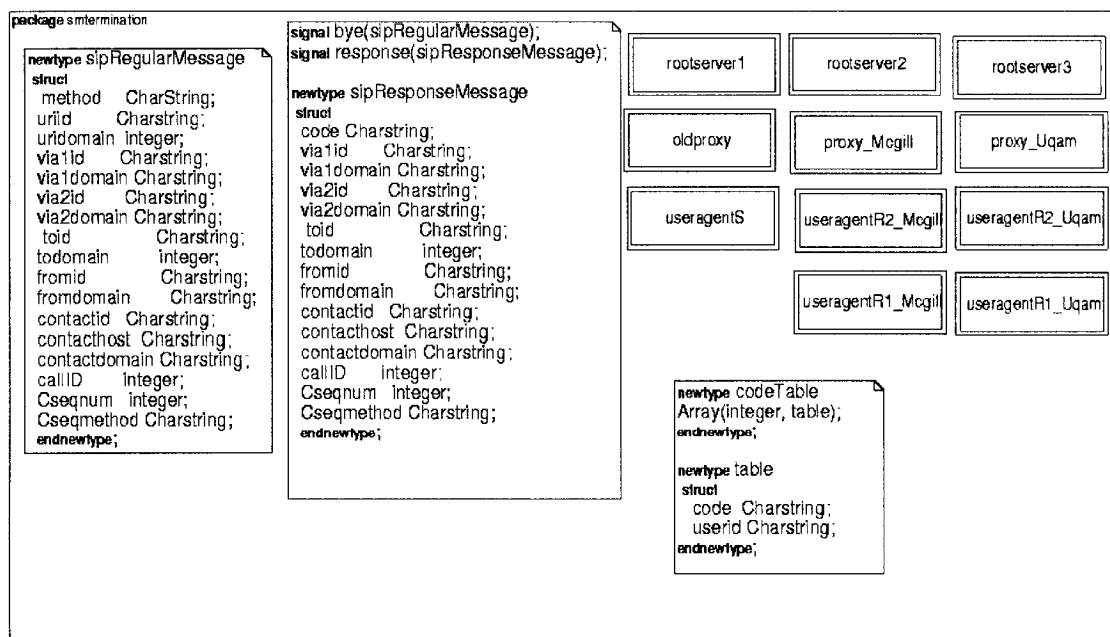 package smtermination
newtype sipRegularMessage
struct
method CharString;
uriid Charstring;
uridomain integer;
via1id Charstring;
via1domain Charstring;
via2id Charstring;
via2domain Charstring;
toid Charstring;
todomain integer;
fromid Charstring;
fromdomain Charstring;
contactid Charstring;
contacthost Charstring;
contactdomain Charstring;
callID integer;
Cseqnum integer;
Cseqmethod Charstring;
endnewtype;
signal bye(sipRegularMessage);
signal response(sipResponseMessage);
newtype sipResponseMessage
struct
code Charstring;
via1id Charstring;
via1domain Charstring;
via2id Charstring;
via2domain Charstring;
toid Charstring;
todomain integer;
fromid Charstring;
fromdomain Charstring;
contactid Charstring;
contacthost Charstring;
contactdomain Charstring;
callID integer;
Cseqnum integer;
Cseqmethod Charstring;
endnewtype;
rootserver1
rootserver2
rootserver3
oldproxy
proxy_Mcgill
proxy_Uqam
useragentS
useragentR2_Mcgill
useragentR2_Uqam
useragentR1_Mcgill
useragentR1_Uqam
newtype codeTable
Array(integer, table);
endnewtype;
newtype table
struct
code Charstring;
userid Charstring;
endnewtype;